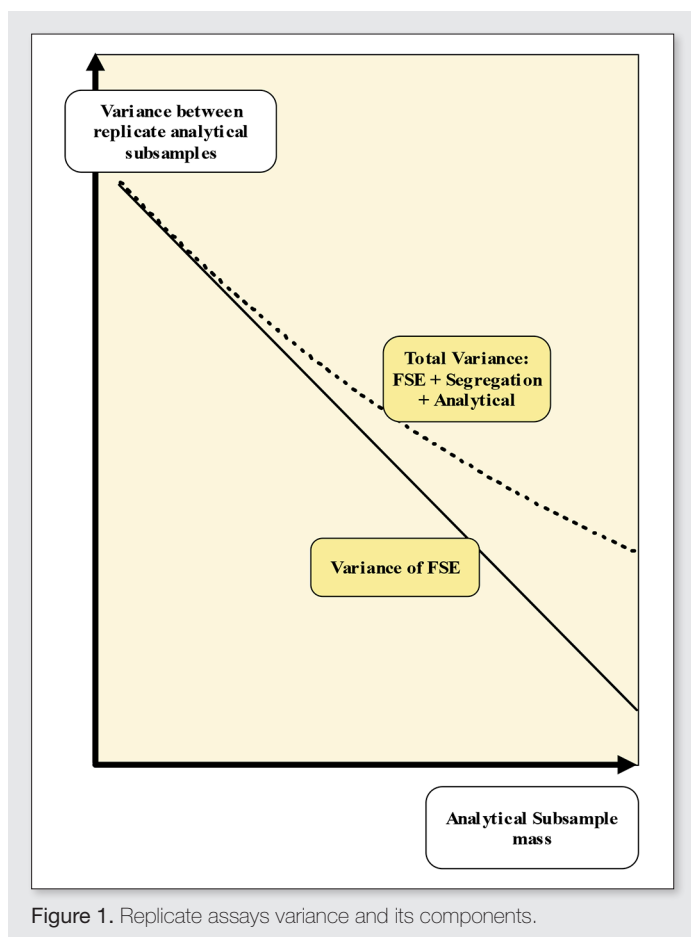 Variance between
replicate analytical
subsamples
Total Variance:
FSE + Segregation
+ Analytical
Variance of FSE
Analytical Subsample
mass
Figure 1. Replicate assays variance and its components.